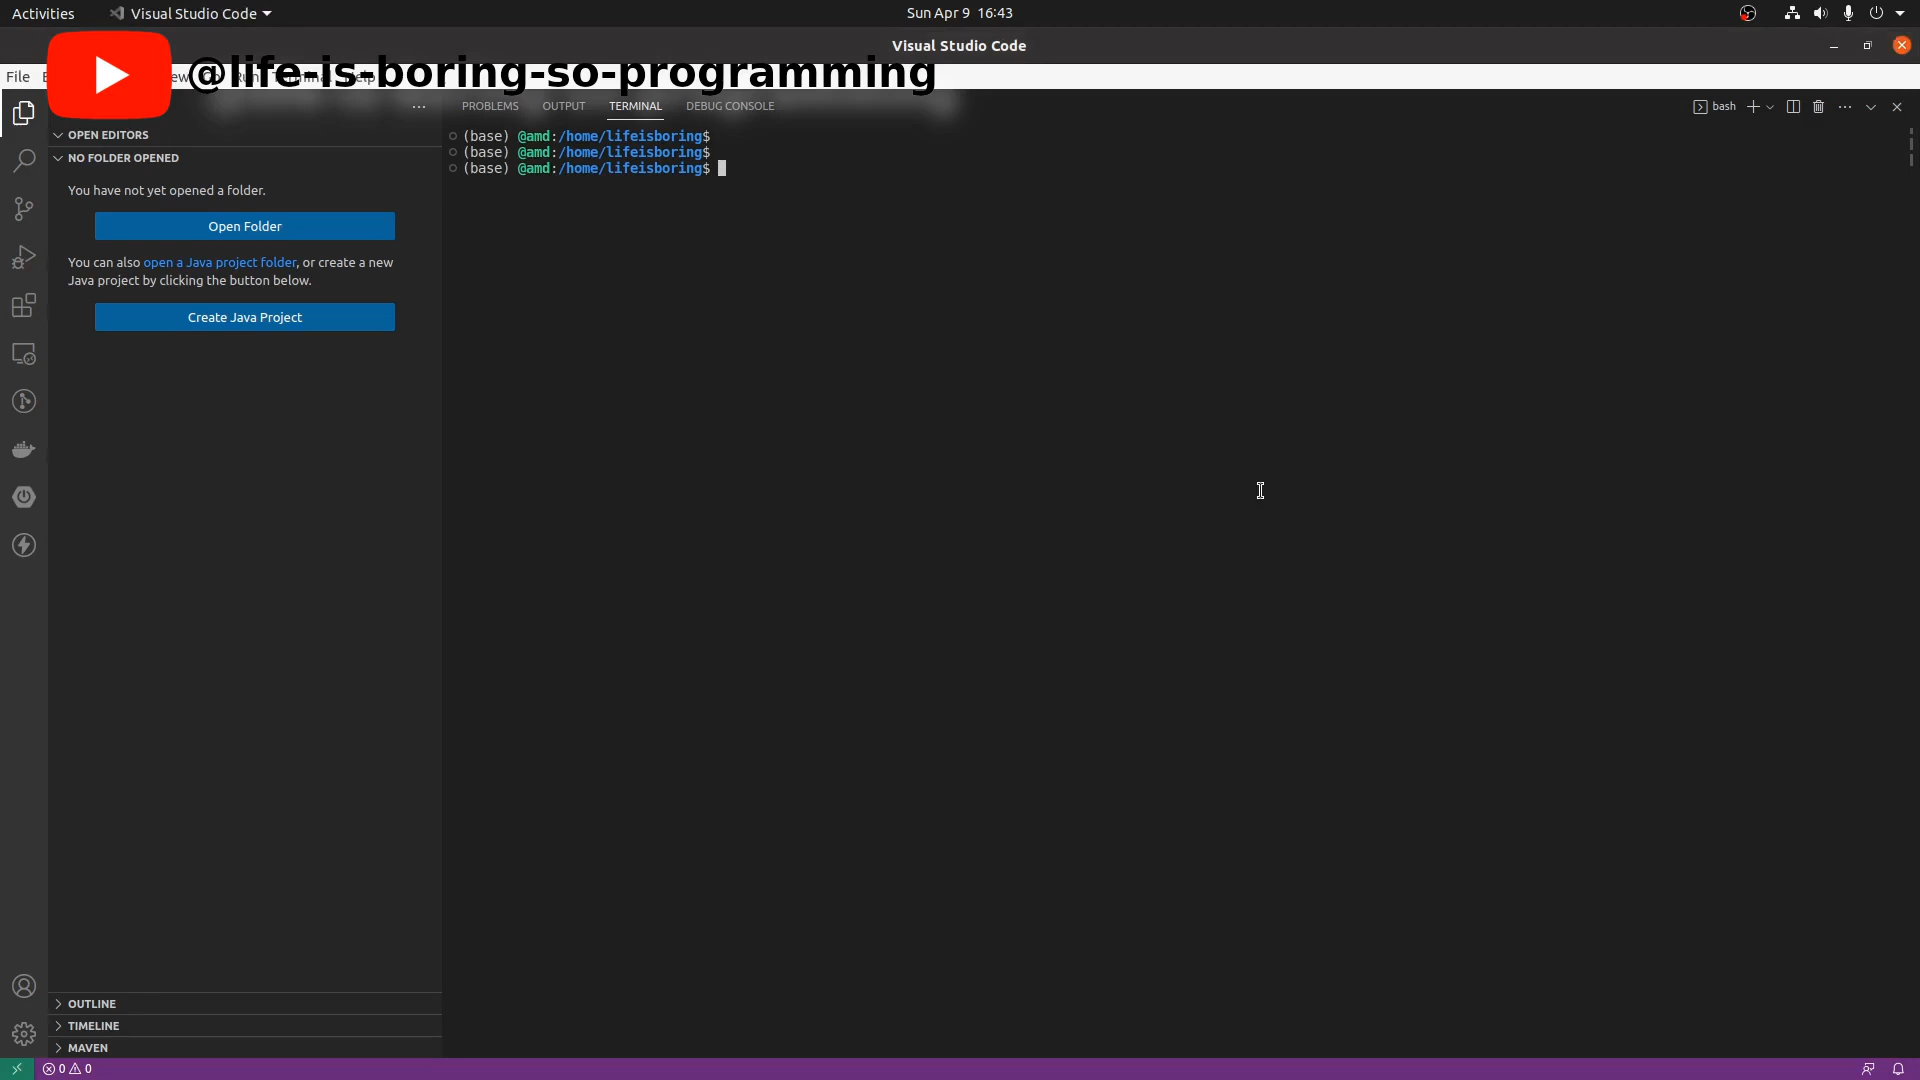 Activities
Visual Studio Code
Sun Apr 9 16:43
Visual Studio Code
@life-is-boring-so-programming
File
OPEN EDITORS
NO FOLDER OPENED
You have not yet opened a folder.
Open Folder
You can also open a Java project folder, or create a new
Java project by clicking the button below.
Create Java Project
OUTLINE
TIMELINE
MAVEN
PROBLEMS OUTPUT TERMINAL DEBUG CONSOLE
bash
(base) @amd:/home/lifeisboring$
(base) @amd:/home/lifeisboring$
(base) @amd:/home/lifeisboring$
0 0